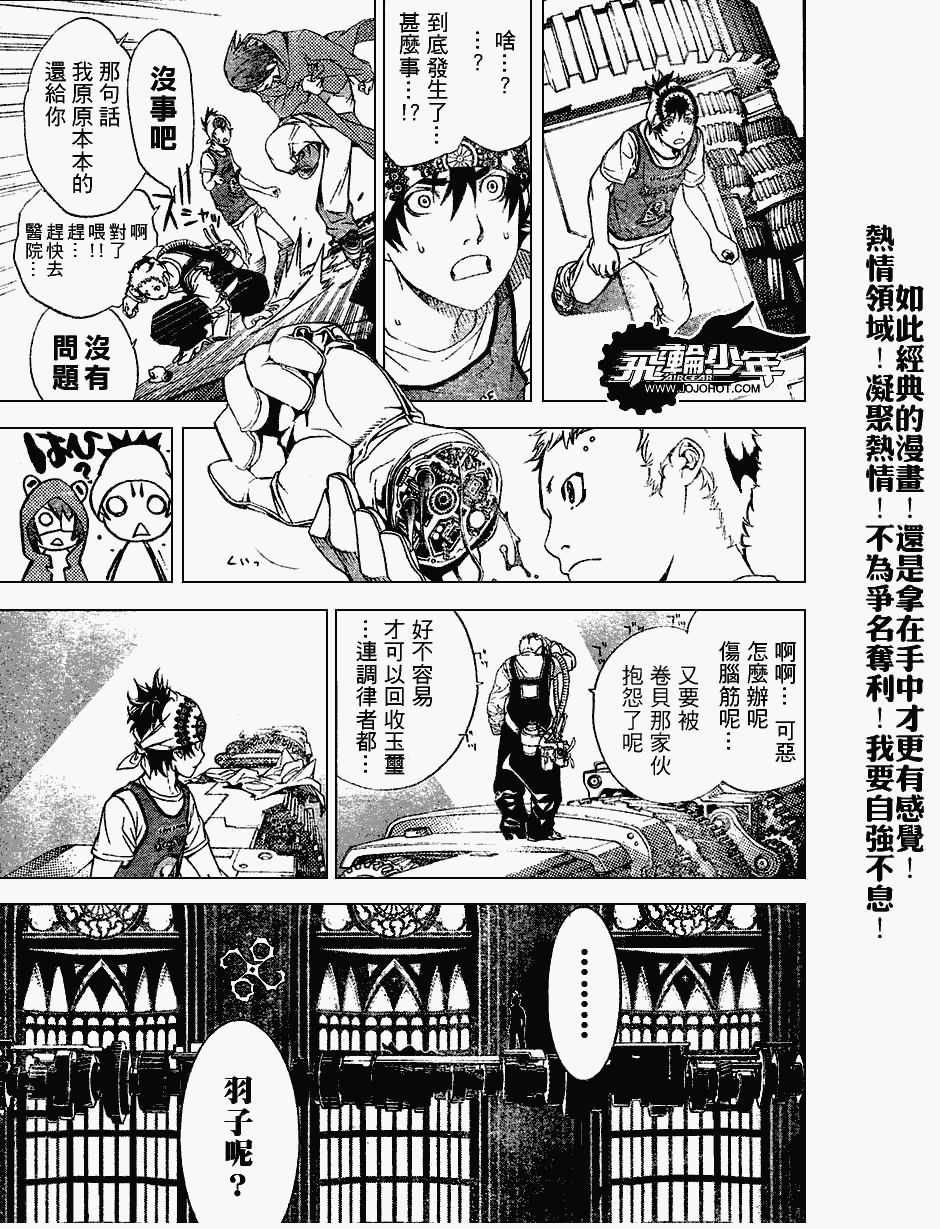 如此經典的漫畫！還是拿在手中才更有感覺！
熱情領域！凝聚熱情！不為爭名奪利！我要自強不息！
啥…？
…？
到底發生了…
甚麼事…!?
沒事吧
那句話
我原原本本的
還給你
啊
對了
喂!!
趕…
趕快去
醫院…
沒有
問題
飛輪少年
AIRGEAR
WWW.JOJOHOT.COM
ぐいっ
啊啊… 可惡
怎麼辦呢
傷腦筋呢…
又要被
卷貝那家伙
抱怨了呢
好不容易
才可以回收玉璽
…連調律者都…
………
羽子呢？